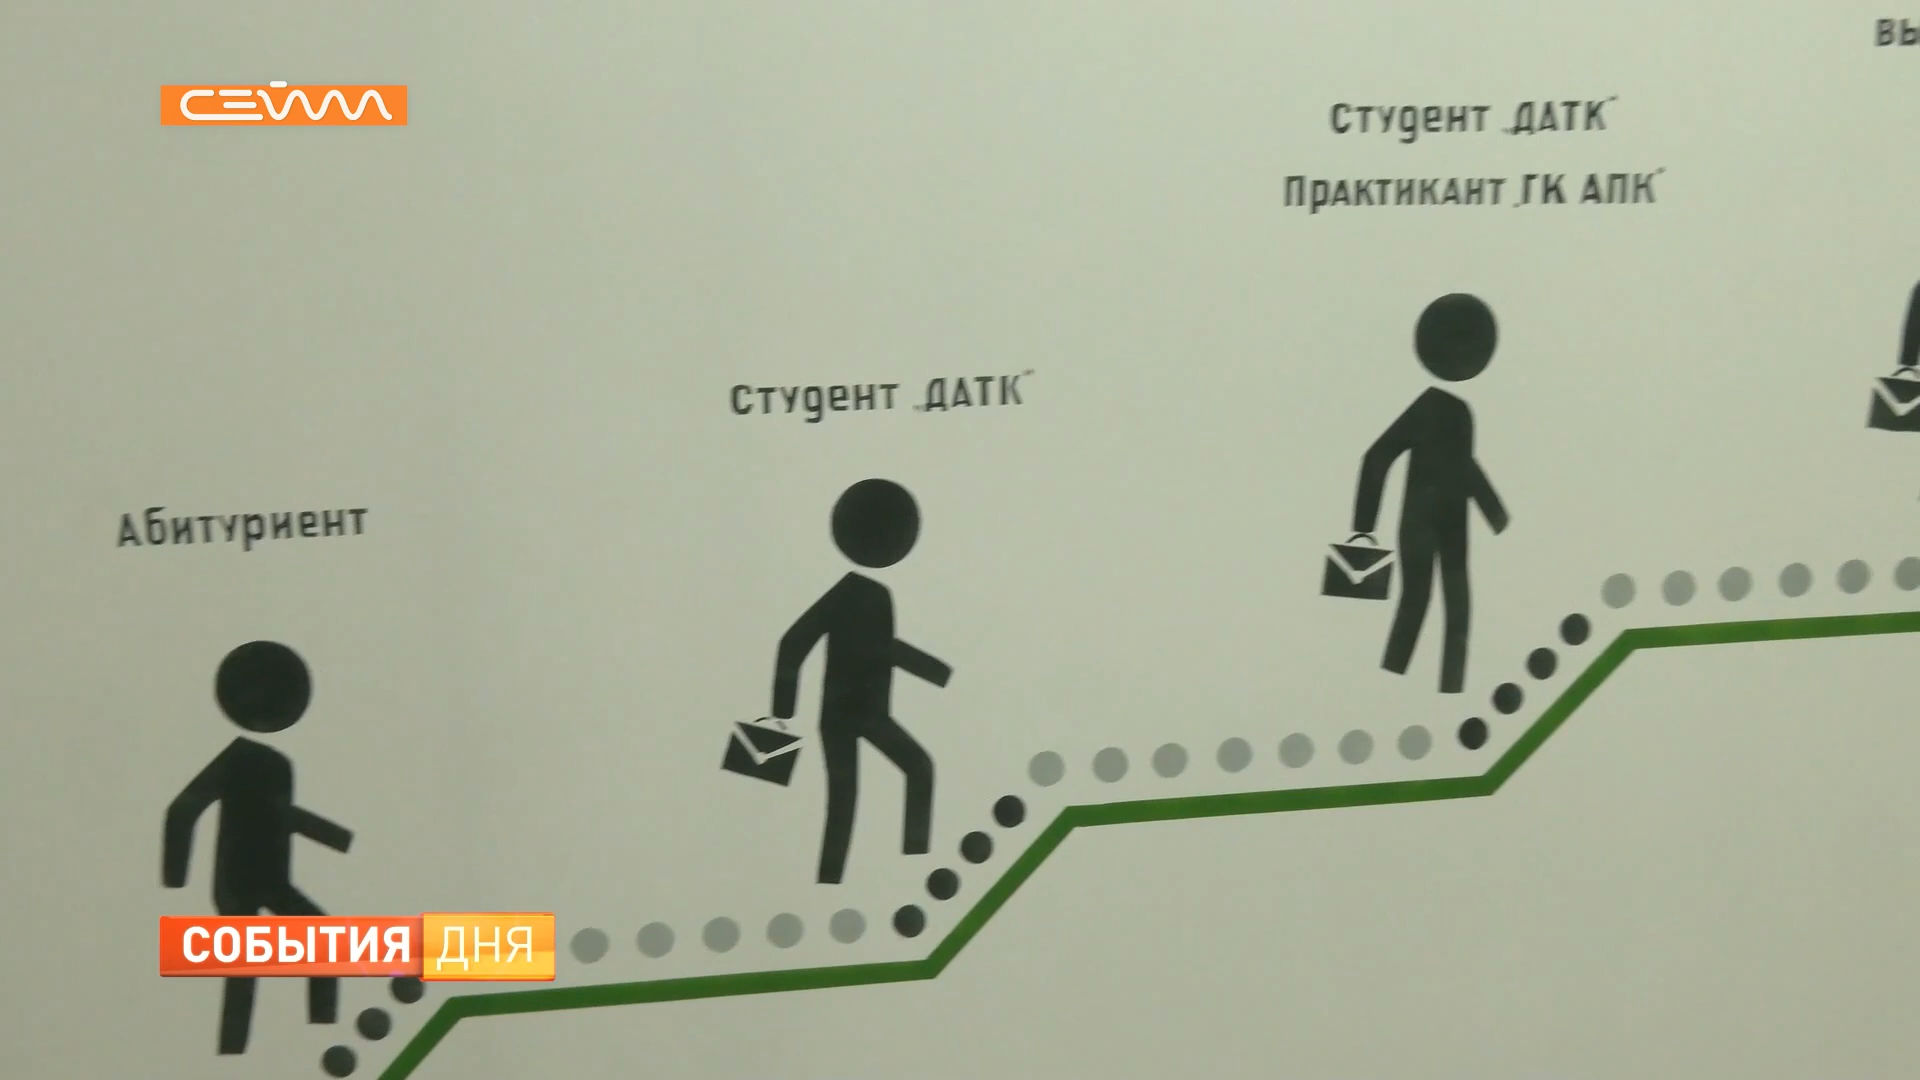 СЕЙМ
Студент „ДАТК"
Практикант „ГК АПК"
Студент „ДАТК"
Абитуриент
СОБЫТИЯ ДНЯ